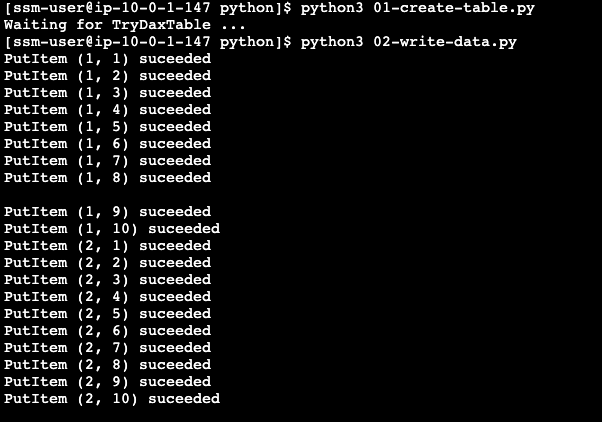 [ssm-user@ip-10-0-1-147 python]$ python3 01-create-table.py
Waiting for TryDaxTable ...
[ssm-user@ip-10-0-1-147 python]$ python3 02-write-data.py
PutItem (1, 1) suceeded
PutItem (1, 2) suceeded
PutItem (1, 3) suceeded
PutItem (1, 4) suceeded
PutItem (1, 5) suceeded
PutItem (1, 6) suceeded
PutItem (1, 7) suceeded
PutItem (1, 8) suceeded
PutItem (1, 9) suceeded
PutItem (1, 10) suceeded
PutItem (2, 1) suceeded
PutItem (2, 2) suceeded
PutItem (2, 3) suceeded
PutItem (2, 4) suceeded
PutItem (2, 5) suceeded
PutItem (2, 6) suceeded
PutItem (2, 7) suceeded
PutItem (2, 8) suceeded
PutItem (2, 9) suceeded
PutItem (2, 10) suceeded